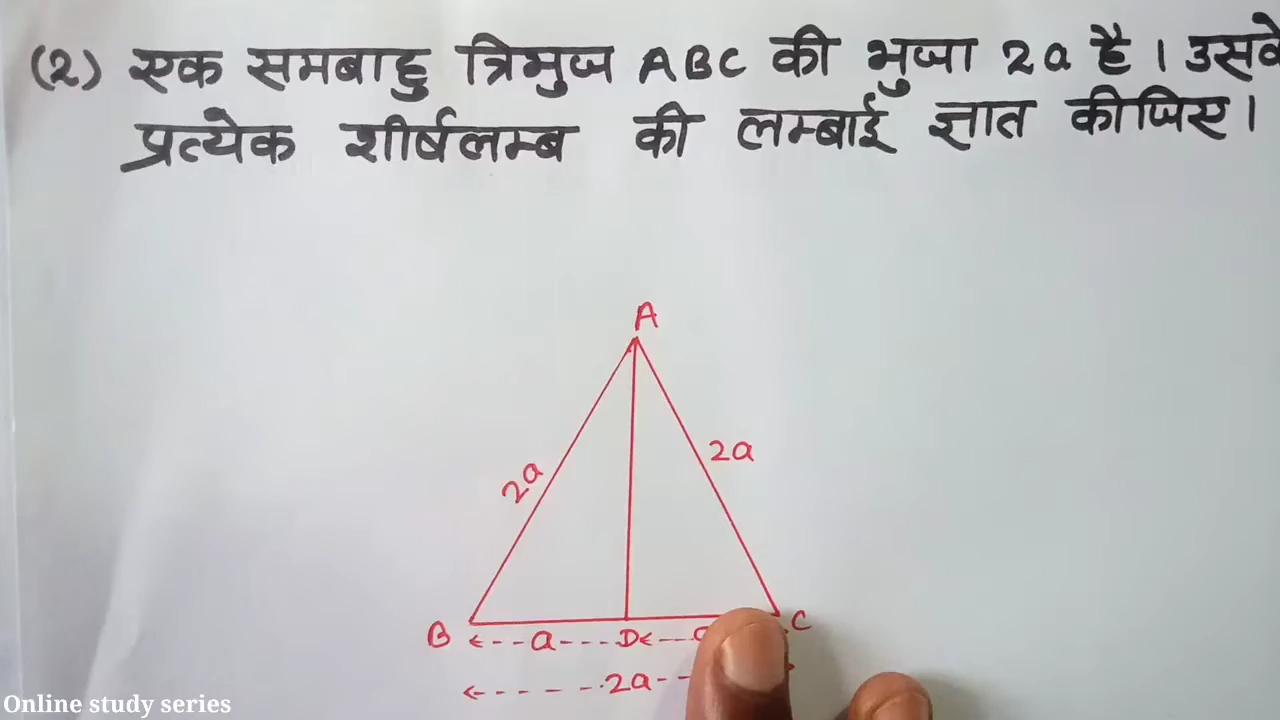 (2) एक समबाहु त्रिभुज ABC की भुजा 2a है। उसके
प्रत्येक शीर्षलम्ब की लम्बाई ज्ञात कीजिए।
A
2a
2a
B
a
D
C
2a
Online study series